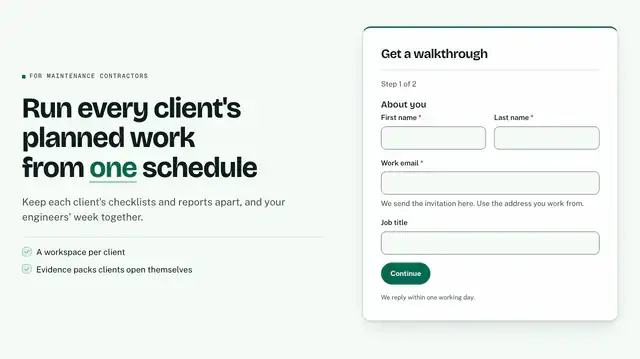 FOR MAINTENANCE CONTRACTORS
Run every client's
planned work
from one schedule
Keep each client's checklists and reports apart, and your
engineers' week together.
A workspace per client
Evidence packs clients open themselves
Get a walkthrough
Step 1 of 2
About you
First name *
Last name *
Work email *
We send the invitation here. Use the address you work from.
Job title
Continue
We reply within one working day.